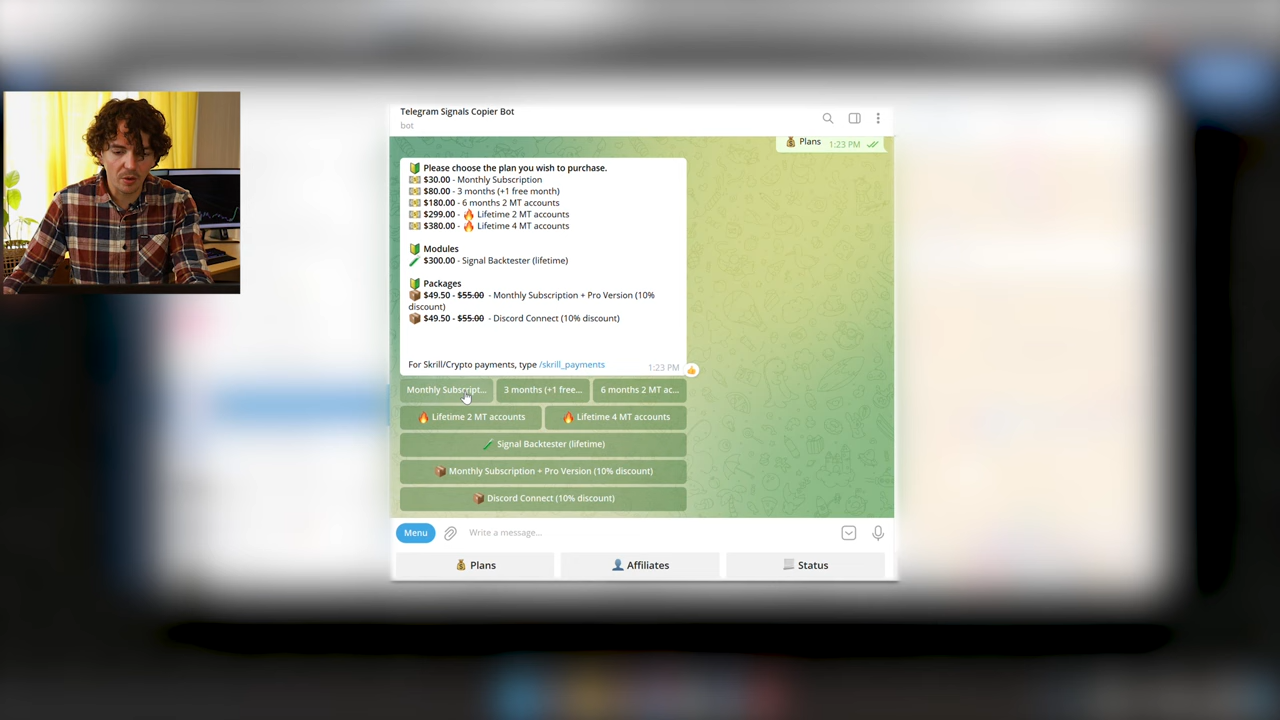 Telegram Signals Copier Bot
bot
Plans 1:23 PM
Please choose the plan you wish to purchase.
$30.00 - Monthly Subscription
$80.00 - 3 months (+1 free month)
$180.00 - 6 months 2 MT accounts
$299.00 - 🔥 Lifetime 2 MT accounts
$380.00 - 🔥 Lifetime 4 MT accounts
Modules
$300.00 - Signal Backtester (lifetime)
Packages
$49.50 - $55.00 - Monthly Subscription + Pro Version (10%
discount)
$49.50 - $55.00 - Discord Connect (10% discount)
For Skrill/Crypto payments, type /skrill_payments
1:23 PM
Monthly Subscript... 3 months (+1 free... 6 months 2 MT ac...
Lifetime 2 MT accounts Lifetime 4 MT accounts
Signal Backtester (lifetime)
Monthly Subscription + Pro Version (10% discount)
Discord Connect (10% discount)
Menu Write a message...
Plans Affiliates Status